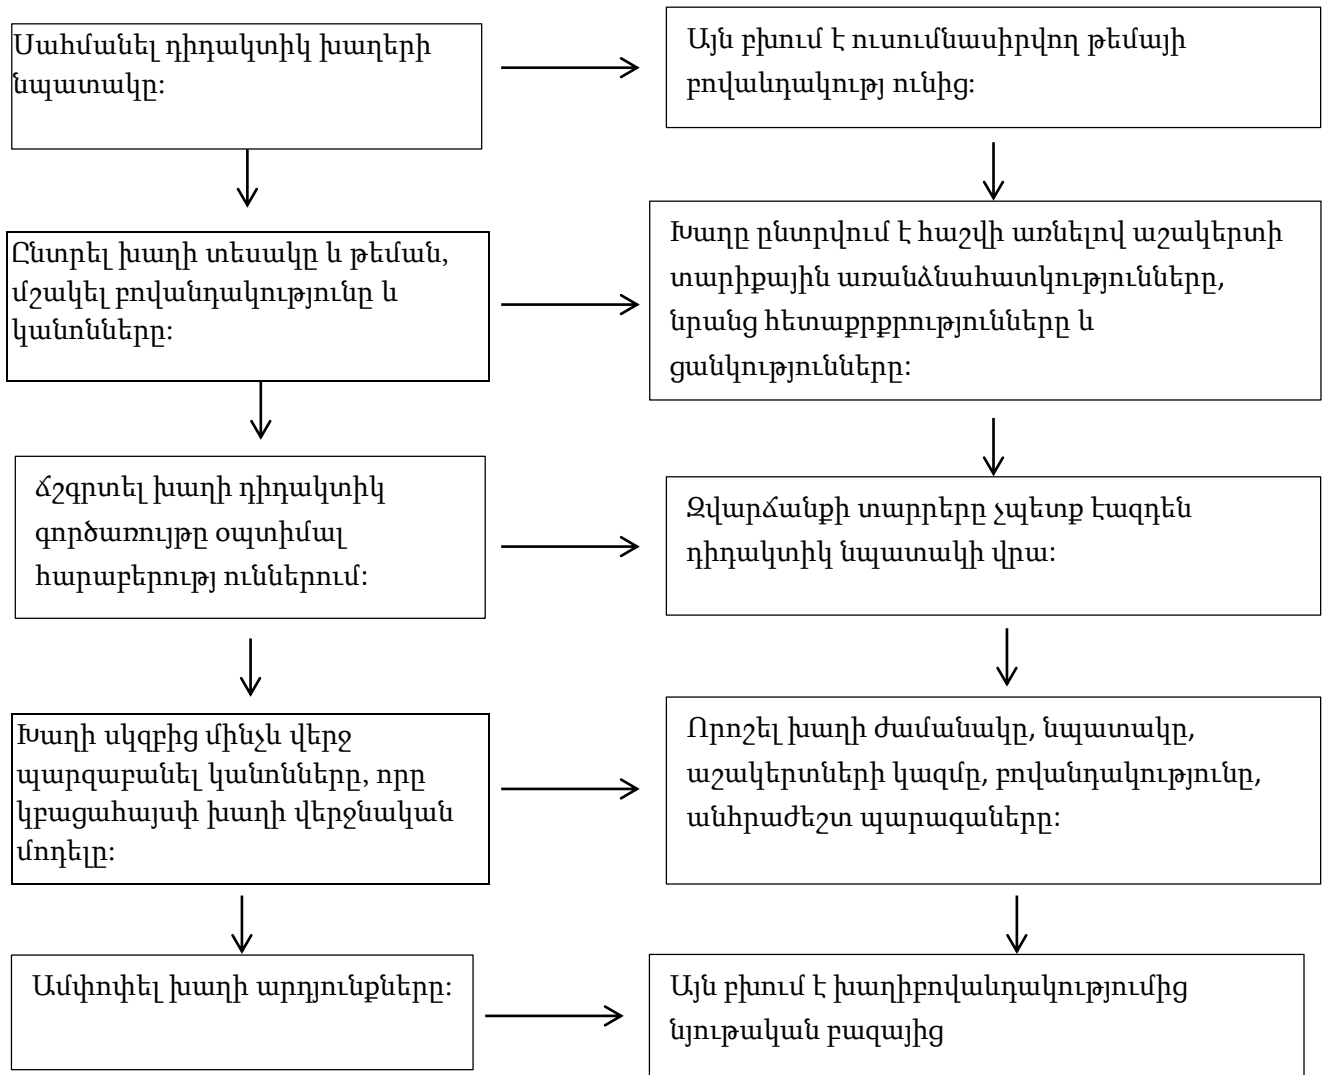 Սահմանել դիդակտիկ խաղերի
նպատակը:
Այն բխում է ուսումնասիրվող թեմայի
բովաևդակությ ունից:
Ընտրել խաղի տեսակը և թեման,
մշակել բովանդակությունը և
կանոնները:
Խաղը ընտրվում է հաշվի առնելով աշակերտի
տարիքային առանձնահատկությունները,
նրանց հետաքրքրությունները և
ցանկությունները:
Ճշգրտել խաղի դիդակտիկ
գործառույթը օպտիմալ
հարաբերությ ուններում:
Զվարճանքի տարրերը չպետք էազդեն
դիդակտիկ նպատակի վրա:
Խաղի սկզբից մինչև վերջ
պարզաբանել կանոնները, որը
կբացահայսփ խաղի վերջնական
մոդելը:
Որոշել խաղի ժամանակը, նպատակը,
աշակերտների կազմը, բովանդակությունը,
անհրաժեշտ պարագաները:
Ամփոփել խաղի արդյունքները:
Այն բխում է խաղիբովաևդակությումից
նյութական բազայից